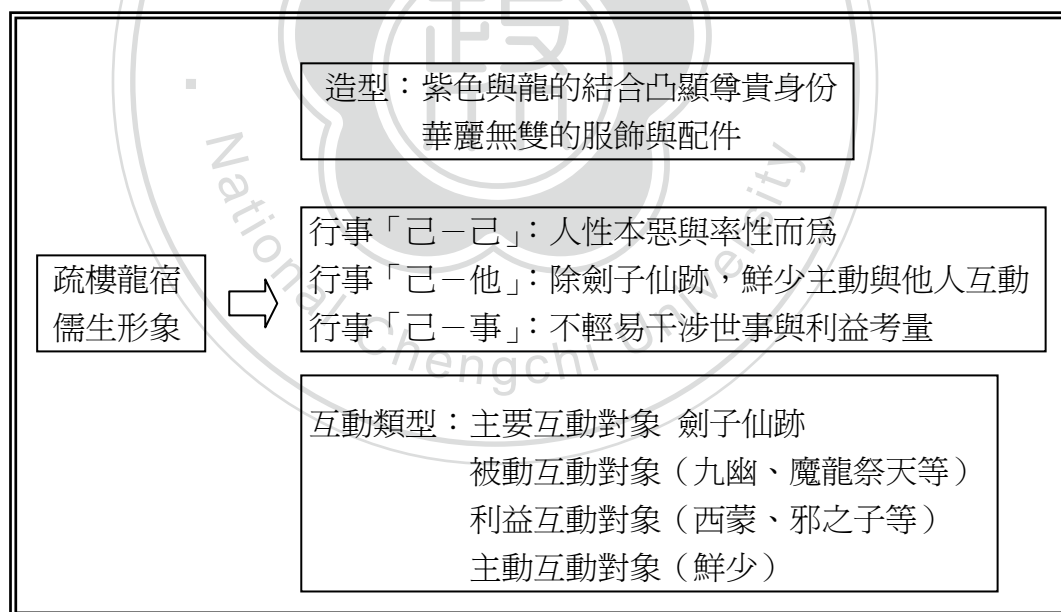 造型：紫色與龍的結合凸顯尊貴身份
華麗無雙的服飾與配件
疏樓龍宿
儒生形象
行事「己－己」：人性本惡與率性而為
行事「己－他」：除劍子仙跡，鮮少主動與他人互動
行事「己－事」：不輕易干涉世事與利益考量
互動類型：主要互動對象 劍子仙跡
被動互動對象（九幽、魔龍祭天等）
利益互動對象（西蒙、邪之子等）
主動互動對象（鮮少）
National Chengchi University
政